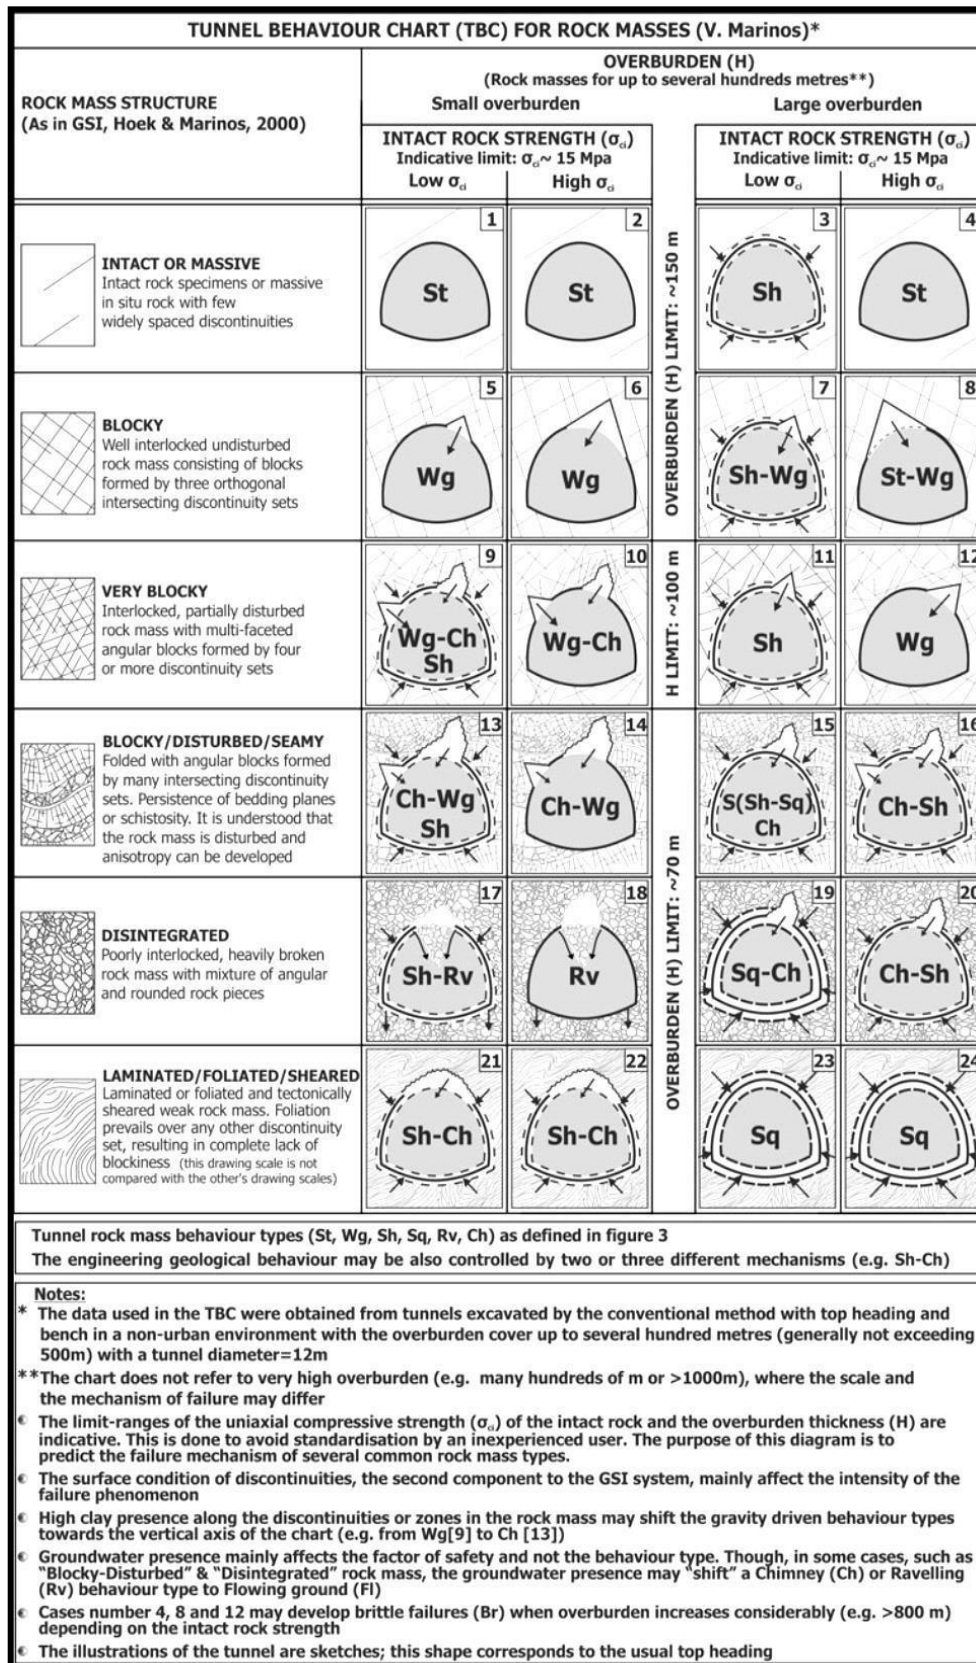 TUNNEL BEHAVIOUR CHART (TBC) FOR ROCK MASSES (V. Marinos)*
ROCK MASS STRUCTURE
(As in GSI, Hoek & Marinos, 2000)
OVERBURDEN (H)
(Rock masses for up to several hundreds metres**)
Small overburden
Large overburden
INTACT ROCK STRENGTH (σci)
Indicative limit: σci~ 15 Mpa
Low σci
High σci
INTACT ROCK STRENGTH (σci)
Indicative limit: σci~ 15 Mpa
Low σci
High σci
OVERBURDEN (H) LIMIT: ~150 m
H LIMIT: ~100 m
OVERBURDEN (H) LIMIT: ~70 m
INTACT OR MASSIVE
Intact rock specimens or massive
in situ rock with few
widely spaced discontinuities
1
St
2
St
3
Sh
4
St
BLOCKY
Well interlocked undisturbed
rock mass consisting of blocks
formed by three orthogonal
intersecting discontinuity sets
5
Wg
6
Wg
7
Sh-Wg
8
St-Wg
VERY BLOCKY
Interlocked, partially disturbed
rock mass with multi-faceted
angular blocks formed by four
or more discontinuity sets
9
Wg-Ch
Sh
10
Wg-Ch
11
Sh
12
Wg
BLOCKY/DISTURBED/SEAMY
Folded with angular blocks formed
by many intersecting discontinuity
sets. Persistence of bedding planes
or schistosity. It is understood that
the rock mass is disturbed and
anisotropy can be developed
13
Ch-Wg
Sh
14
Ch-Wg
15
S(Sh-Sq)
Ch
16
Ch-Sh
DISINTEGRATED
Poorly interlocked, heavily broken
rock mass with mixture of angular
and rounded rock pieces
17
Sh-Rv
18
Rv
19
Sq-Ch
20
Ch-Sh
LAMINATED/FOLIATED/SHEARED
Laminated or foliated and tectonically
sheared weak rock mass. Foliation
prevails over any other discontinuity
set, resulting in complete lack of
blockiness (this drawing scale is not
compared with the other's drawing scales)
21
Sh-Ch
22
Sh-Ch
23
Sq
24
Sq
Tunnel rock mass behaviour types (St, Wg, Sh, Sq, Rv, Ch) as defined in figure 3
The engineering geological behaviour may be also controlled by two or three different mechanisms (e.g. Sh-Ch)
Notes:
* The data used in the TBC were obtained from tunnels excavated by the conventional method with top heading and
bench in a non-urban environment with the overburden cover up to several hundred metres (generally not exceeding
500m) with a tunnel diameter=12m
**The chart does not refer to very high overburden (e.g. many hundreds of m or >1000m), where the scale and
the mechanism of failure may differ
€ The limit-ranges of the uniaxial compressive strength (σci) of the intact rock and the overburden thickness (H) are
indicative. This is done to avoid standardisation by an inexperienced user. The purpose of this diagram is to
predict the failure mechanism of several common rock mass types.
€ The surface condition of discontinuities, the second component to the GSI system, mainly affect the intensity of the
failure phenomenon
€ High clay presence along the discontinuities or zones in the rock mass may shift the gravity driven behaviour types
towards the vertical axis of the chart (e.g. from Wg[9] to Ch [13])
€ Groundwater presence mainly affects the factor of safety and not the behaviour type. Though, in some cases, such as
"Blocky-Disturbed" & "Disintegrated" rock mass, the groundwater presence may "shift" a Chimney (Ch) or Ravelling
(Rv) behaviour type to Flowing ground (Fl)
€ Cases number 4, 8 and 12 may develop brittle failures (Br) when overburden increases considerably (e.g. >800 m)
depending on the intact rock strength
€ The illustrations of the tunnel are sketches; this shape corresponds to the usual top heading